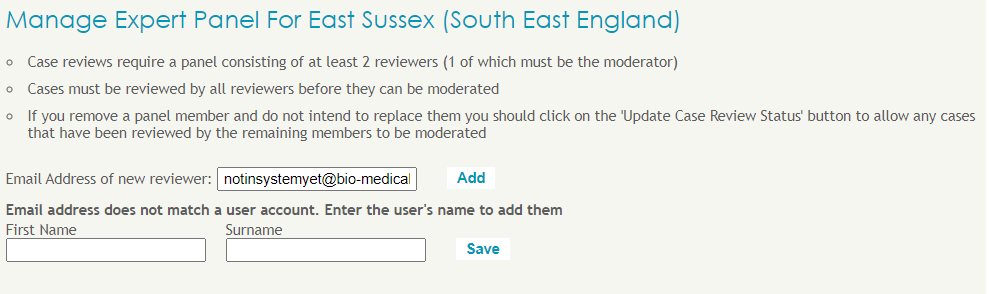 Manage Expert Panel For East Sussex (South East England)
Case reviews require a panel consisting of at least 2 reviewers (1 of which must be the moderator)
Cases must be reviewed by all reviewers before they can be moderated
If you remove a panel member and do not intend to replace them you should click on the 'Update Case Review Status' button to allow any cases
that have been reviewed by the remaining members to be moderated
Email Address of new reviewer: notinsystemyet@bio-medical Add
Email address does not match a user account. Enter the user's name to add them
First Name Surname
Save